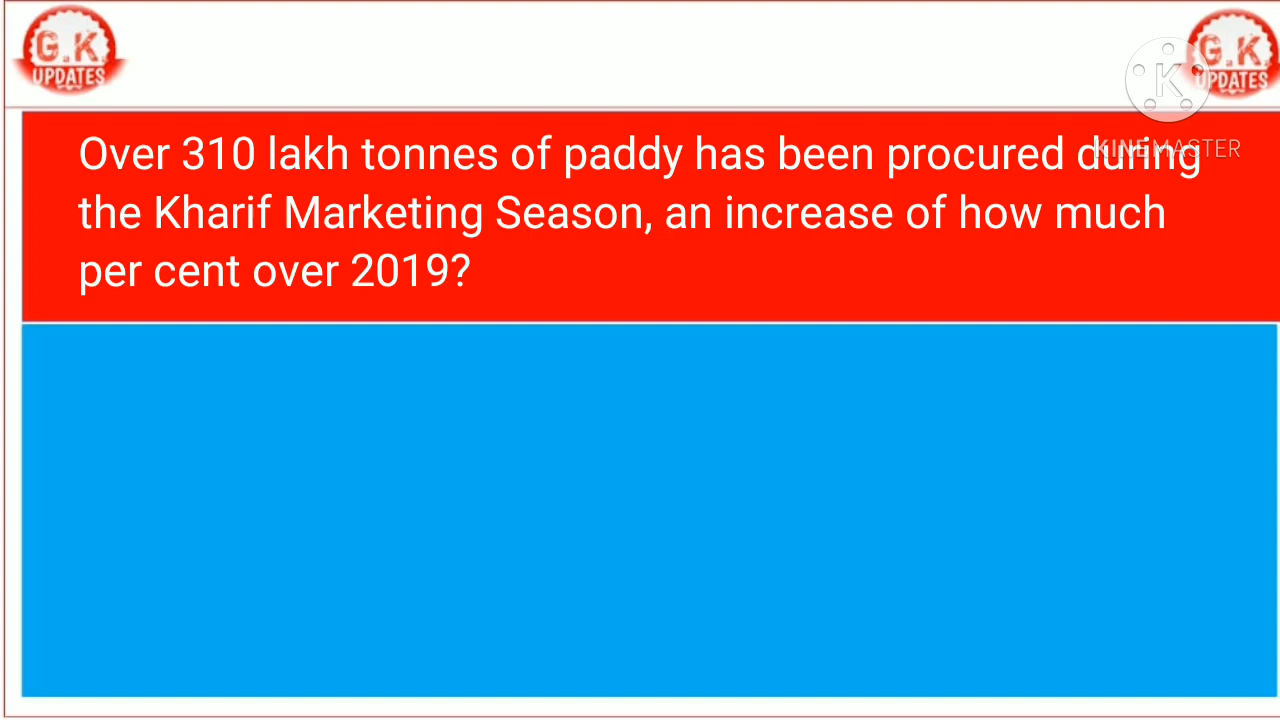 G.K.
UPDATES
G.K.
UPDATES
K
KINEMASTER
Over 310 lakh tonnes of paddy has been procured during
the Kharif Marketing Season, an increase of how much
per cent over 2019?